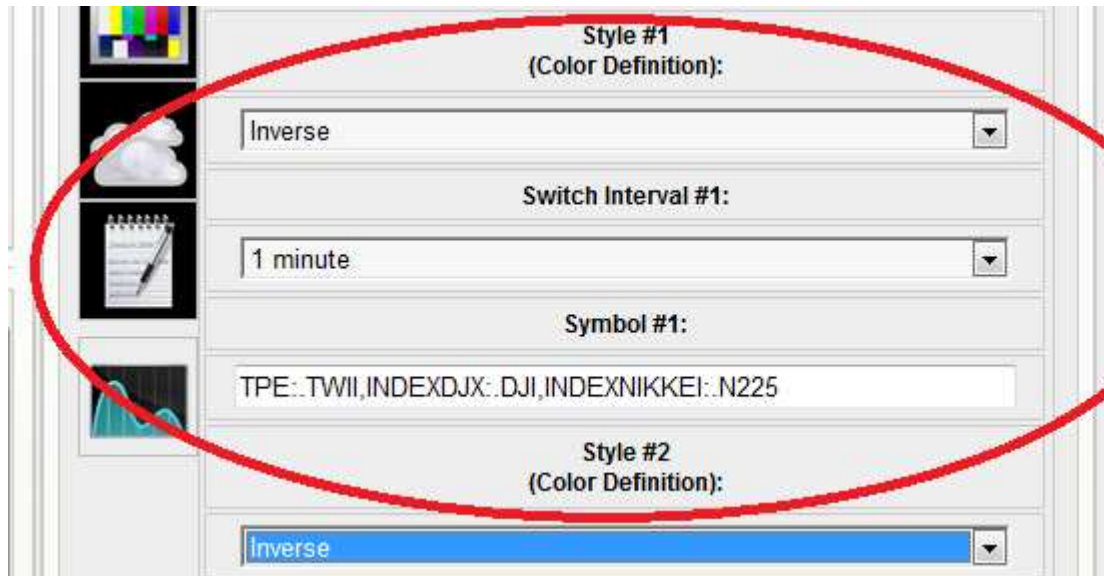 Style #1
(Color Definition):
Inverse
Switch Interval #1:
1 minute
Symbol #1:
TPE:.TWII,INDEXDJX:.DJI,INDEXNIKKEI:.N225
Style #2
(Color Definition):
Inverse